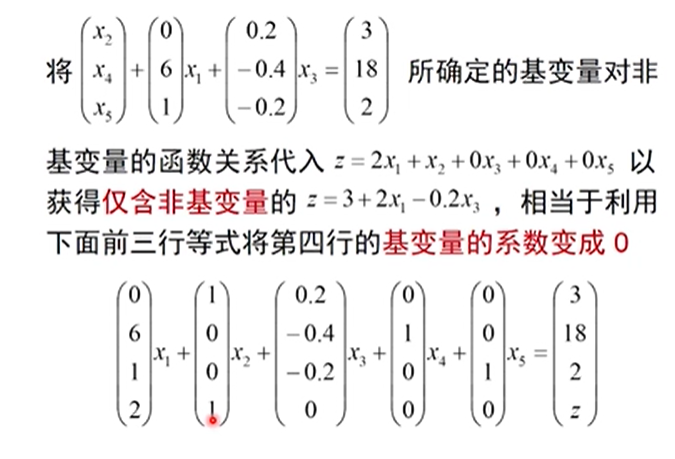 将 $\begin{pmatrix} x_2 \\ x_4 \\ x_5 \end{pmatrix} + \begin{pmatrix} 0 \\ 6 \\ 1 \end{pmatrix} x_1 + \begin{pmatrix} 0.2 \\ -0.4 \\ -0.2 \end{pmatrix} x_3 = \begin{pmatrix} 3 \\ 18 \\ 2 \end{pmatrix}$ 所确定的基变量对非
基变量的函数关系代入 $z = 2x_1 + x_2 + 0x_3 + 0x_4 + 0x_5$ 以
获得仅含非基变量的 $z = 3 + 2x_1 - 0.2x_3$ ，相当于利用
下面前三行等式将第四行的基变量的系数变成 0
$\begin{pmatrix} 0 \\ 6 \\ 1 \\ 2 \end{pmatrix} x_1 + \begin{pmatrix} 1 \\ 0 \\ 0 \\ 1 \end{pmatrix} x_2 + \begin{pmatrix} 0.2 \\ -0.4 \\ -0.2 \\ 0 \end{pmatrix} x_3 + \begin{pmatrix} 0 \\ 1 \\ 0 \\ 0 \end{pmatrix} x_4 + \begin{pmatrix} 0 \\ 0 \\ 1 \\ 0 \end{pmatrix} x_5 = \begin{pmatrix} 3 \\ 18 \\ 2 \\ z \end{pmatrix}$